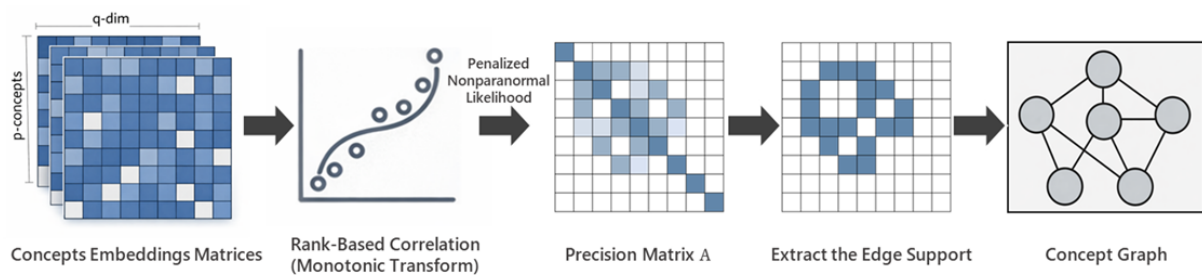 q-dim
p-concepts
Penalized
Nonparanormal
Likelihood
Concepts Embeddings Matrices
Rank-Based Correlation
(Monotonic Transform)
Precision Matrix A
Extract the Edge Support
Concept Graph